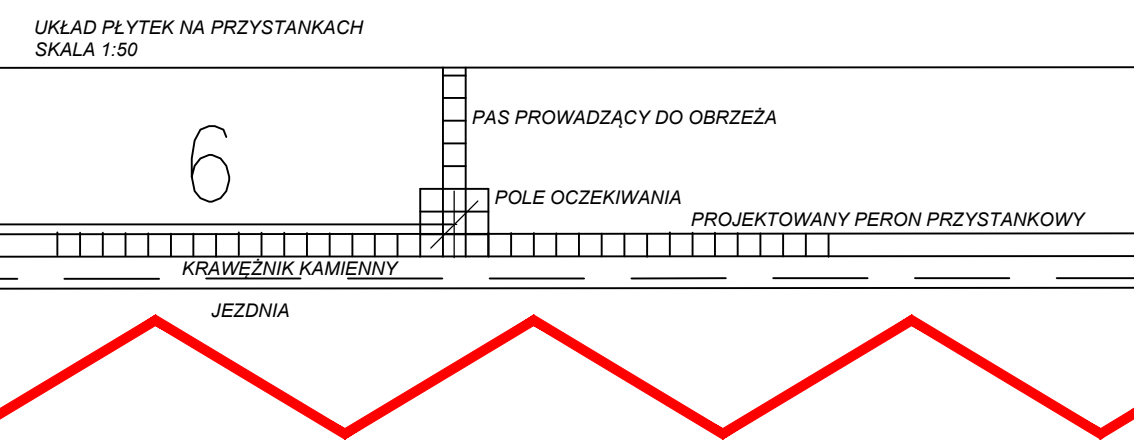 UKŁAD PŁYTEK NA PRZYSTANKACH
SKALA 1:50
PAS PROWADZĄCY DO OBRZEŻA
6
POLE OCZEKIWANIA
PROJEKTOWANY PERON PRZYSTANKOWY
KRAWĘŻNIK KAMIENNY
JEZDNIA